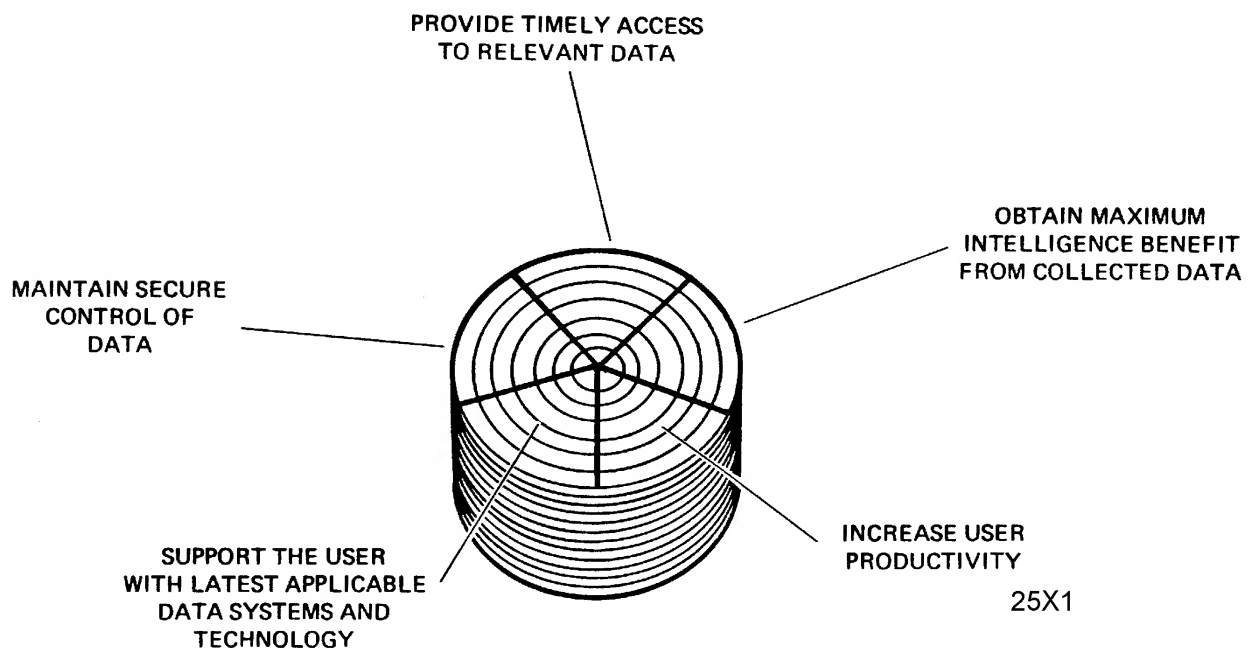 PROVIDE TIMELY ACCESS
TO RELEVANT DATA
OBTAIN MAXIMUM
INTELLIGENCE BENEFIT
FROM COLLECTED DATA
MAINTAIN SECURE
CONTROL OF
DATA
INCREASE USER
PRODUCTIVITY
SUPPORT THE USER
WITH LATEST APPLICABLE
DATA SYSTEMS AND
TECHNOLOGY
25X1